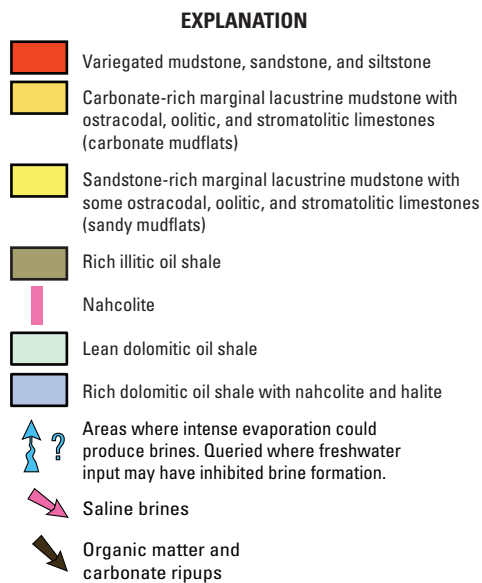 EXPLANATION
Variegated mudstone, sandstone, and siltstone
Carbonate-rich marginal lacustrine mudstone with
ostracodal, oolitic, and stromatolitic limestones
(carbonate mudflats)
Sandstone-rich marginal lacustrine mudstone with
some ostracodal, oolitic, and stromatolitic limestones
(sandy mudflats)
Rich illitic oil shale
Nahcolite
Lean dolomitic oil shale
Rich dolomitic oil shale with nahcolite and halite
Areas where intense evaporation could
? produce brines. Queried where freshwater
input may have inhibited brine formation.
Saline brines
Organic matter and
carbonate ripups